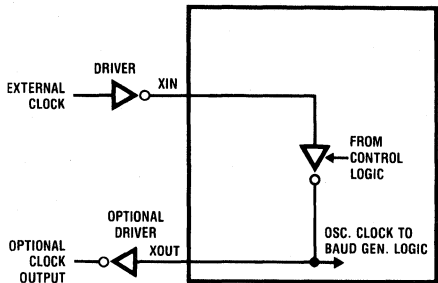 DRIVER
XIN
EXTERNAL
CLOCK
FROM
CONTROL
LOGIC
OPTIONAL
DRIVER
XOUT
OPTIONAL
CLOCK
OUTPUT
OSC. CLOCK TO
BAUD GEN. LOGIC